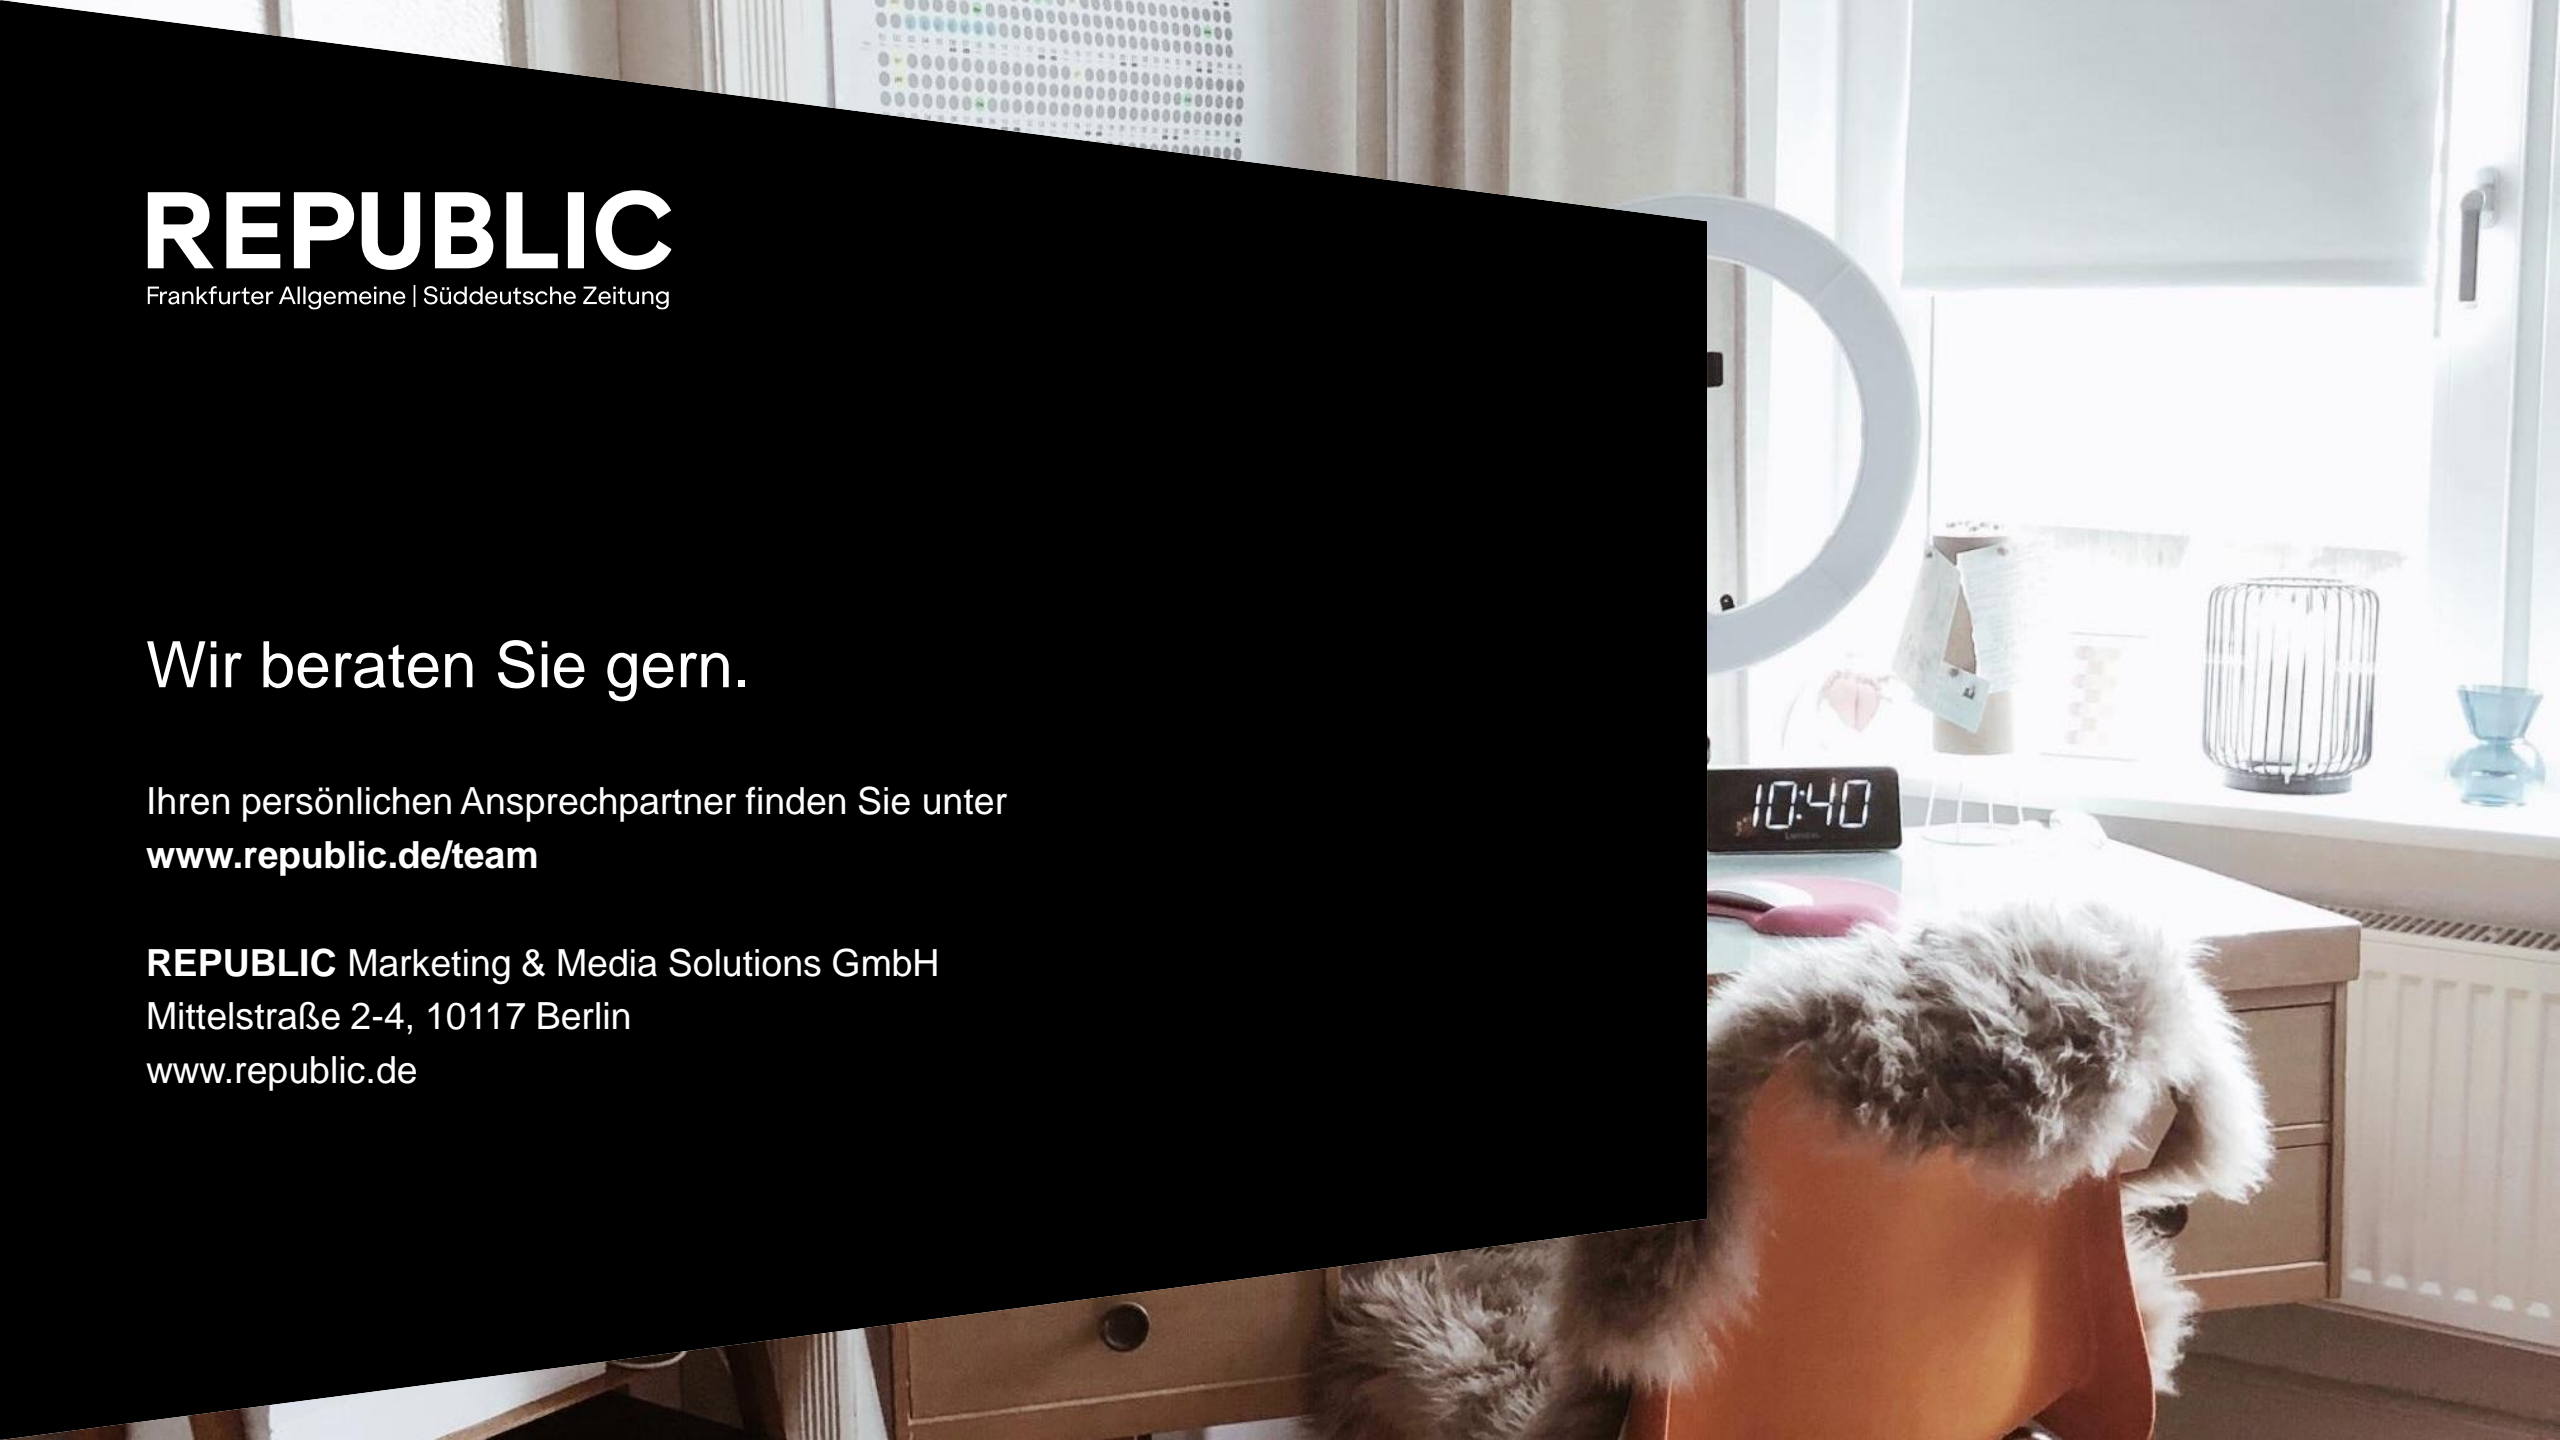 REPUBLIC
Frankfurter Allgemeine | Süddeutsche Zeitung
Wir beraten Sie gern.
Ihren persönlichen Ansprechpartner finden Sie unter
www.republic.de/team
REPUBLIC Marketing & Media Solutions GmbH
Mittelstraße 2-4, 10117 Berlin
www.republic.de
10:40